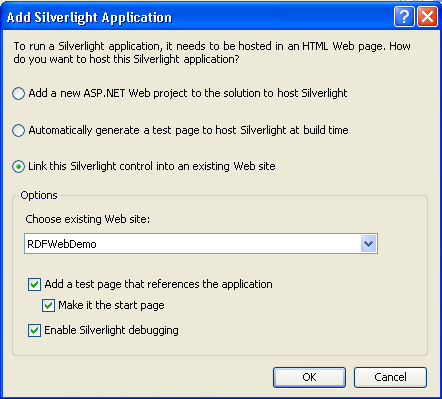 Add Silverlight Application
To run a Silverlight application, it needs to be hosted in an HTML Web page. How
do you want to host this Silverlight application?
Add a new ASP.NET Web project to the solution to host Silverlight
Automatically generate a test page to host Silverlight at build time
Link this Silverlight control into an existing Web site
Options
Choose existing Web site:
RDFWebDemo
Add a test page that references the application
Make it the start page
Enable Silverlight debugging
OK Cancel